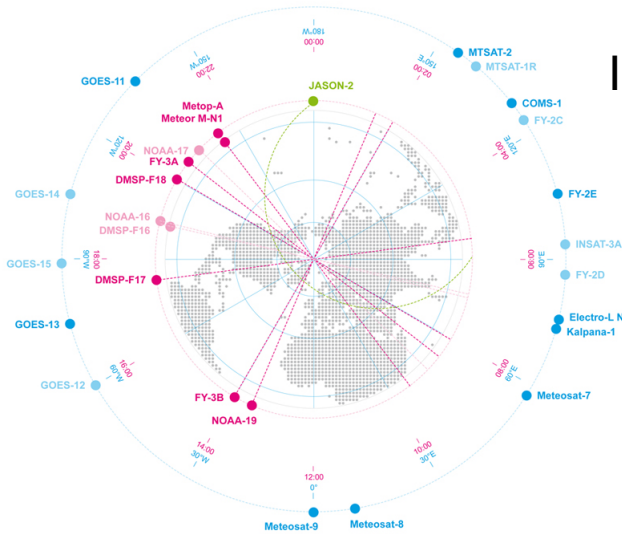 180°W
00:00
150°W
22:00
02:00
150°E
MTSAT-2
MTSAT-1R
GOES-11
JASON-2
Metop-A
Meteor M-N1
COMS-1
FY-2C
120°W
20:00
NOAA-17
FY-3A
DMSP-F18
120°E
04:00
GOES-14
FY-2E
NOAA-16
DMSP-F16
INSAT-3A
GOES-15
90°W
18:00
06:00
90°E
FY-2D
DMSP-F17
GOES-13
Electro-L N
Kalpana-1
16:00
60°W
08:00
60°E
GOES-12
Meteosat-7
FY-3B
NOAA-19
14:00
30°W
10:00
30°E
12:00
0°
Meteosat-9
Meteosat-8